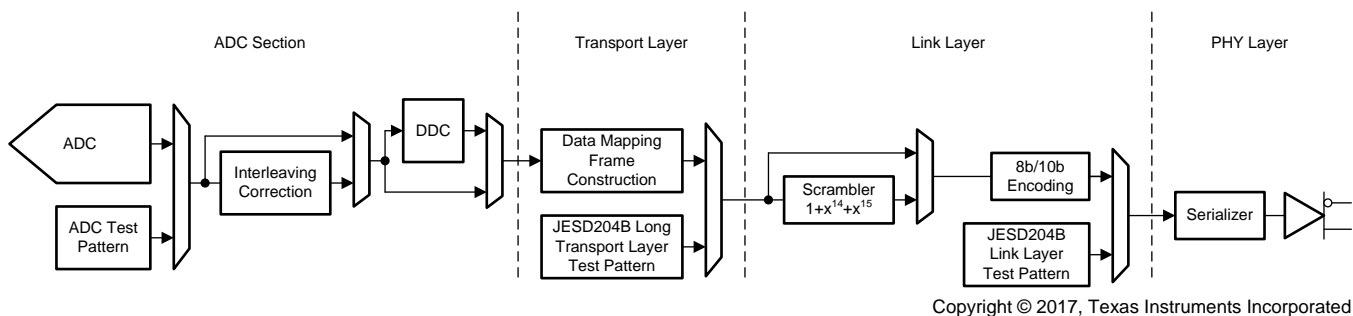 ADC Section
Transport Layer
Link Layer
PHY Layer
ADC
ADC Test
Pattern
Interleaving
Correction
DDC
Data Mapping
Frame
Construction
JESD204B Long
Transport Layer
Test Pattern
Scrambler
1+x¹⁴+x¹⁵
8b/10b
Encoding
JESD204B
Link Layer
Test Pattern
Serializer
Copyright © 2017, Texas Instruments Incorporated